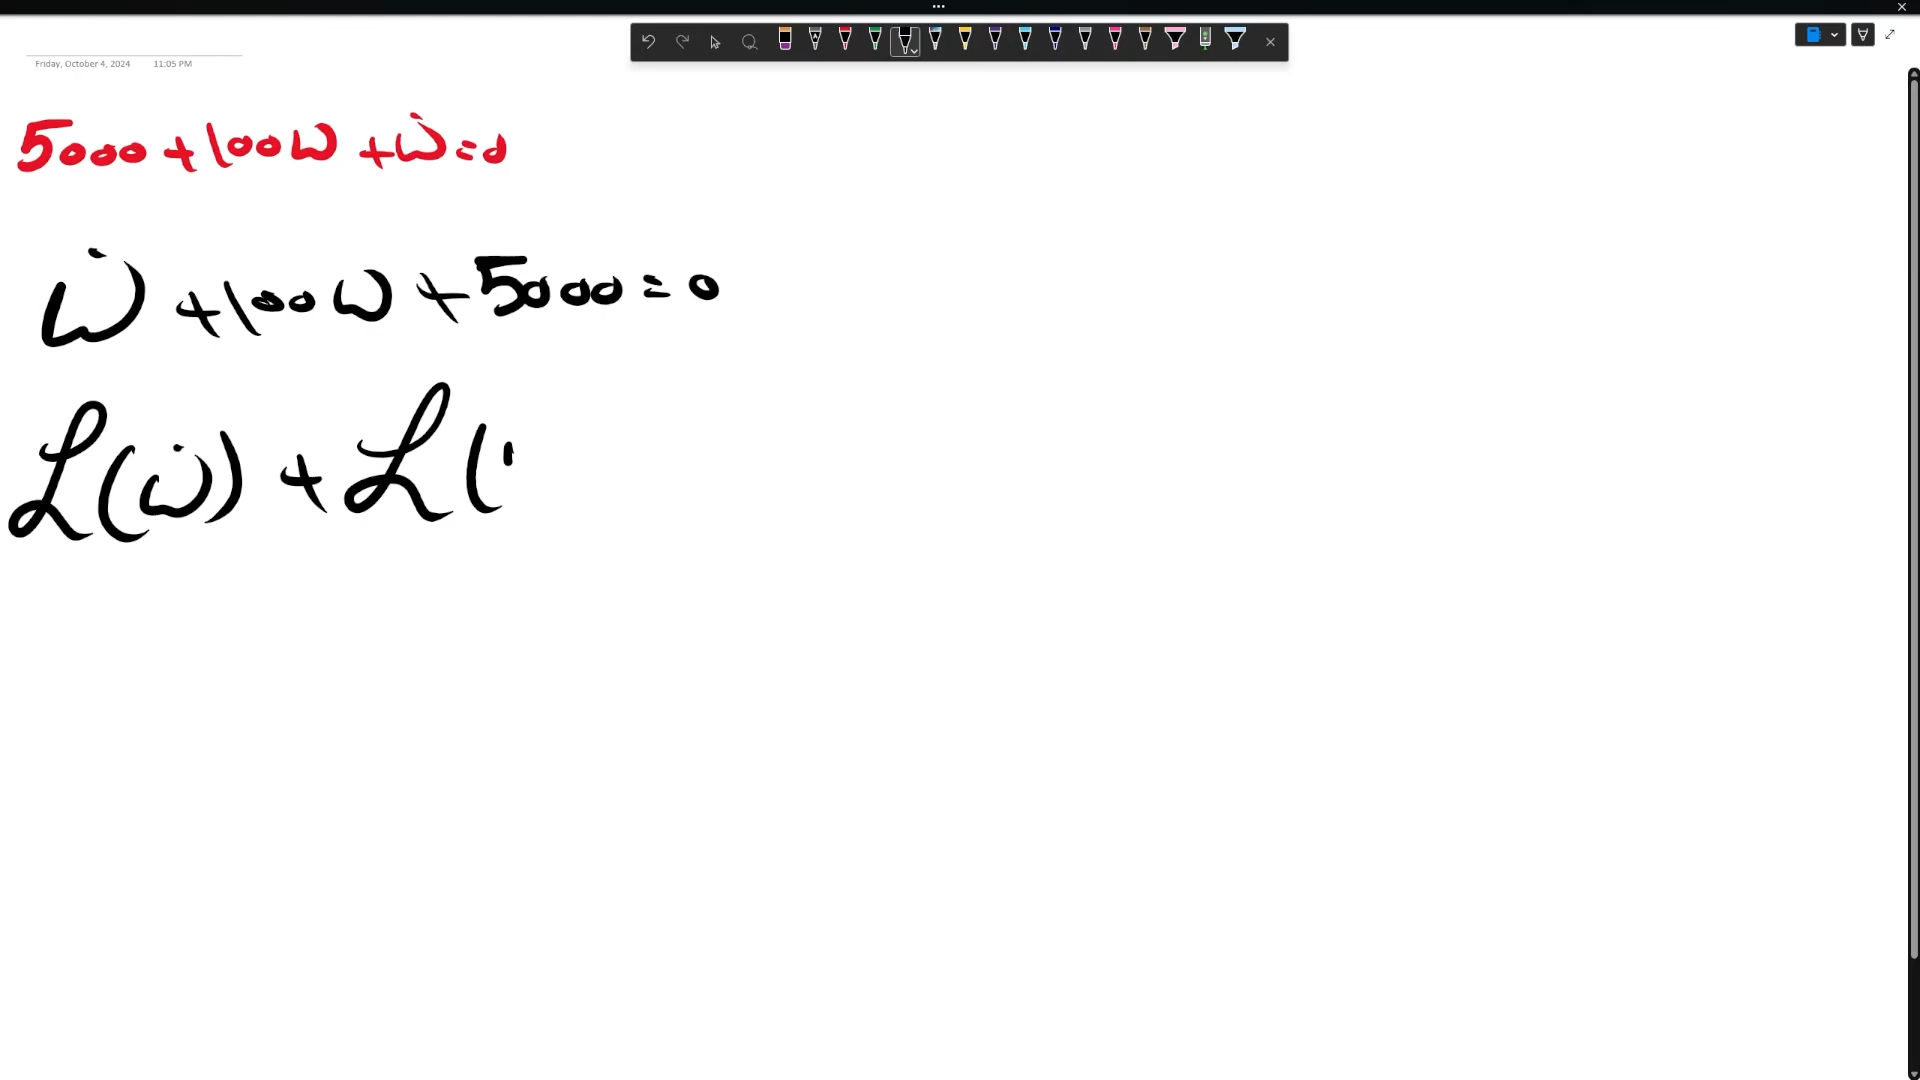 Friday, October 4, 2024 11:05 PM
5000 + 100ω + ω̇ = 0
ω̇ + 100ω + 5000 = 0
ℒ(ω̇) + ℒ(